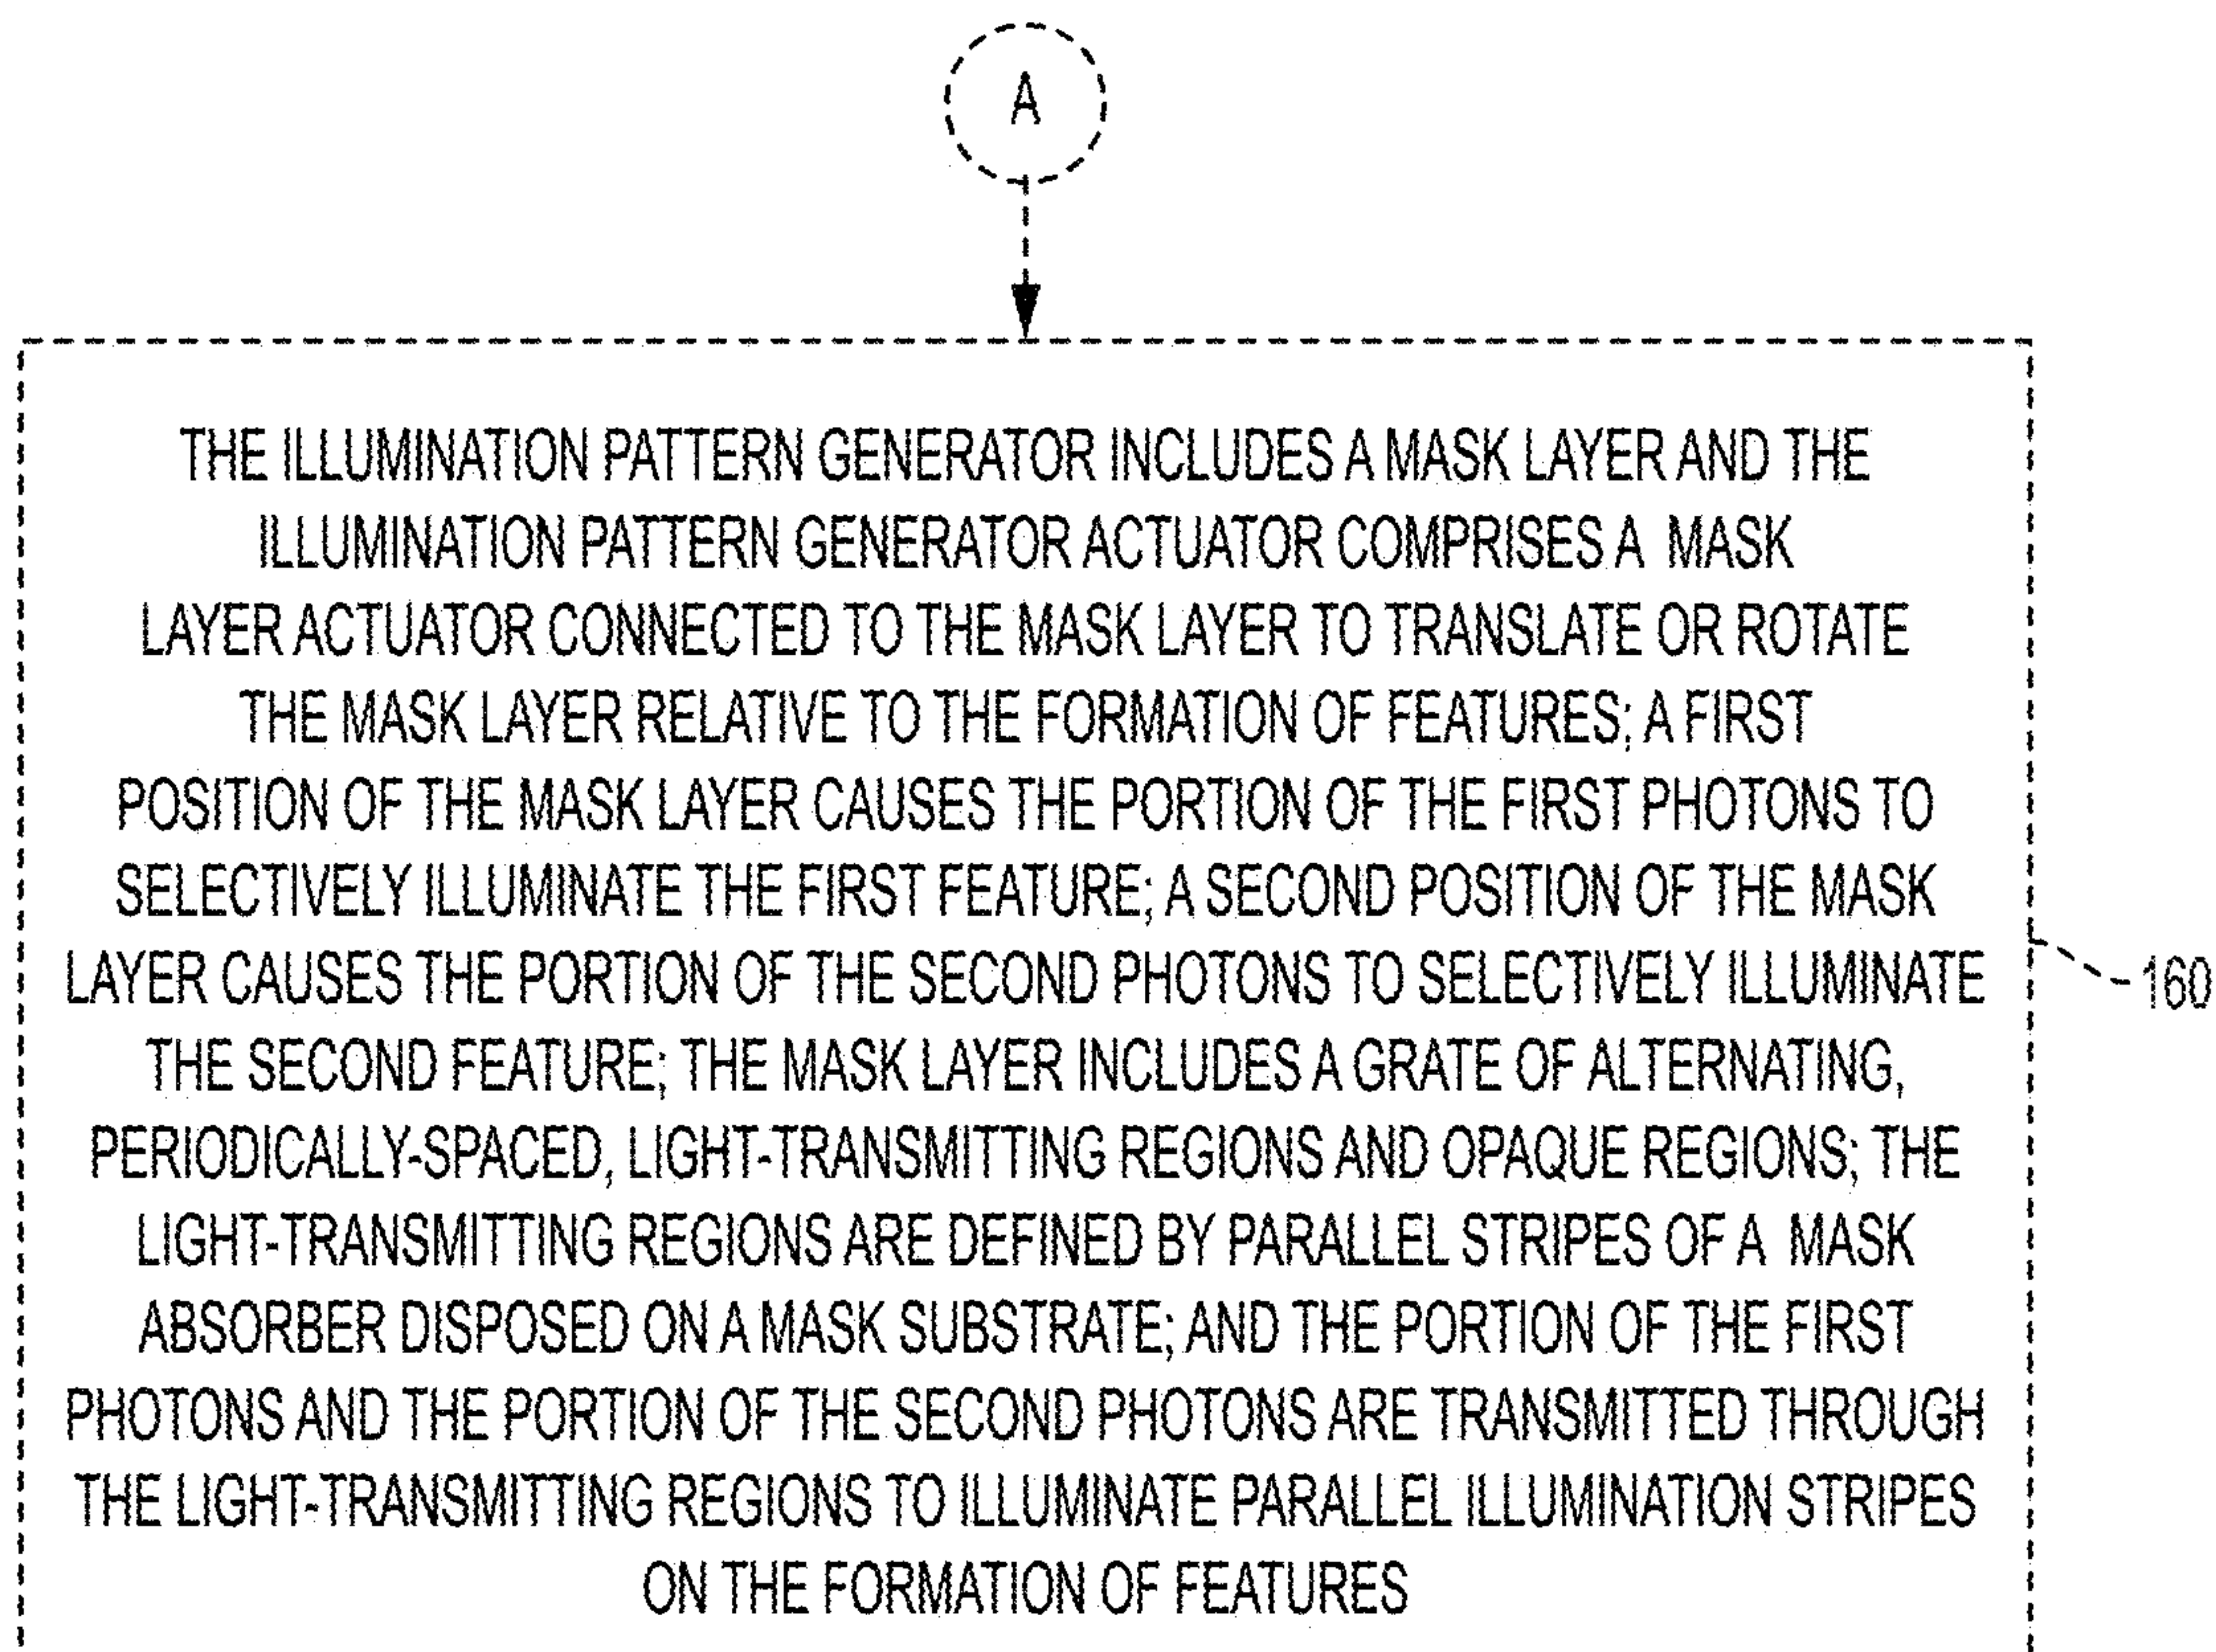 A
THE ILLUMINATION PATTERN GENERATOR INCLUDES A MASK LAYER AND THE
ILLUMINATION PATTERN GENERATOR ACTUATOR COMPRISES A MASK
LAYER ACTUATOR CONNECTED TO THE MASK LAYER TO TRANSLATE OR ROTATE
THE MASK LAYER RELATIVE TO THE FORMATION OF FEATURES; A FIRST
POSITION OF THE MASK LAYER CAUSES THE PORTION OF THE FIRST PHOTONS TO
SELECTIVELY ILLUMINATE THE FIRST FEATURE; A SECOND POSITION OF THE MASK
LAYER CAUSES THE PORTION OF THE SECOND PHOTONS TO SELECTIVELY ILLUMINATE
THE SECOND FEATURE; THE MASK LAYER INCLUDES A GRATE OF ALTERNATING,
PERIODICALLY-SPACED, LIGHT-TRANSMITTING REGIONS AND OPAQUE REGIONS; THE
LIGHT-TRANSMITTING REGIONS ARE DEFINED BY PARALLEL STRIPES OF A MASK
ABSORBER DISPOSED ON A MASK SUBSTRATE; AND THE PORTION OF THE FIRST
PHOTONS AND THE PORTION OF THE SECOND PHOTONS ARE TRANSMITTED THROUGH
THE LIGHT-TRANSMITTING REGIONS TO ILLUMINATE PARALLEL ILLUMINATION STRIPES
ON THE FORMATION OF FEATURES
160